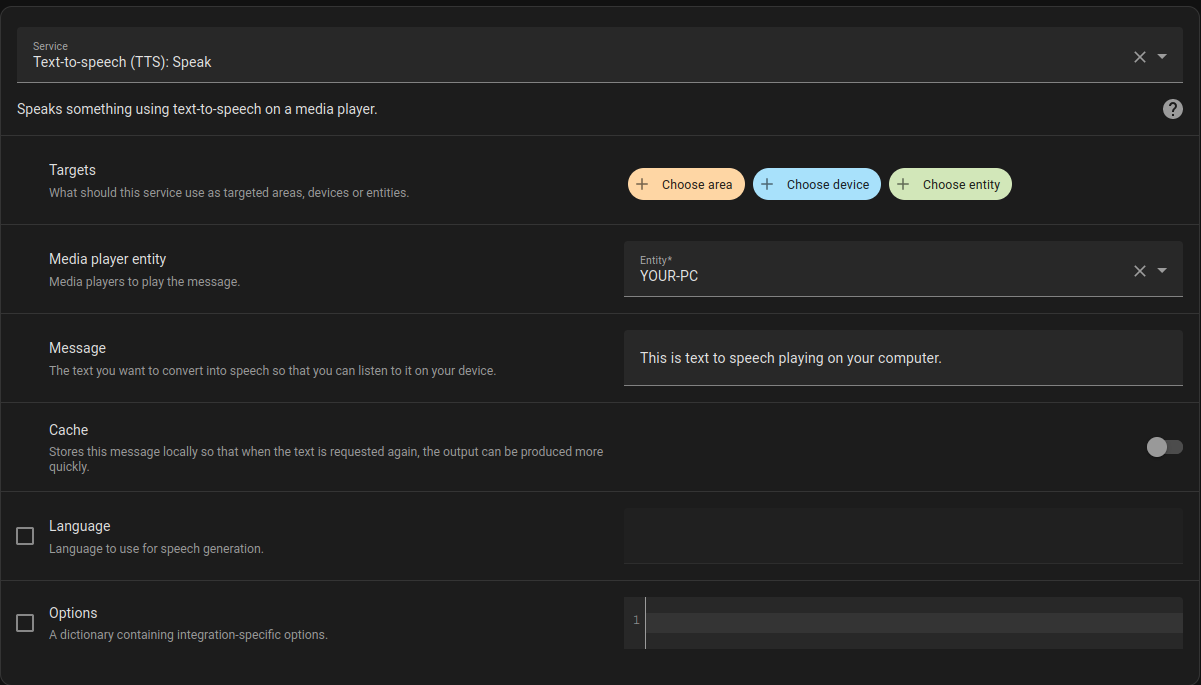 Service
Text-to-speech (TTS): Speak
Speaks something using text-to-speech on a media player.
?
Targets
What should this service use as targeted areas, devices or entities.
Choose area
Choose device
Choose entity
Media player entity
Media players to play the message.
Entity*
YOUR-PC
Message
The text you want to convert into speech so that you can listen to it on your device.
This is text to speech playing on your computer.
Cache
Stores this message locally so that when the text is requested again, the output can be produced more
quickly.
Language
Language to use for speech generation.
Options
A dictionary containing integration-specific options.
1